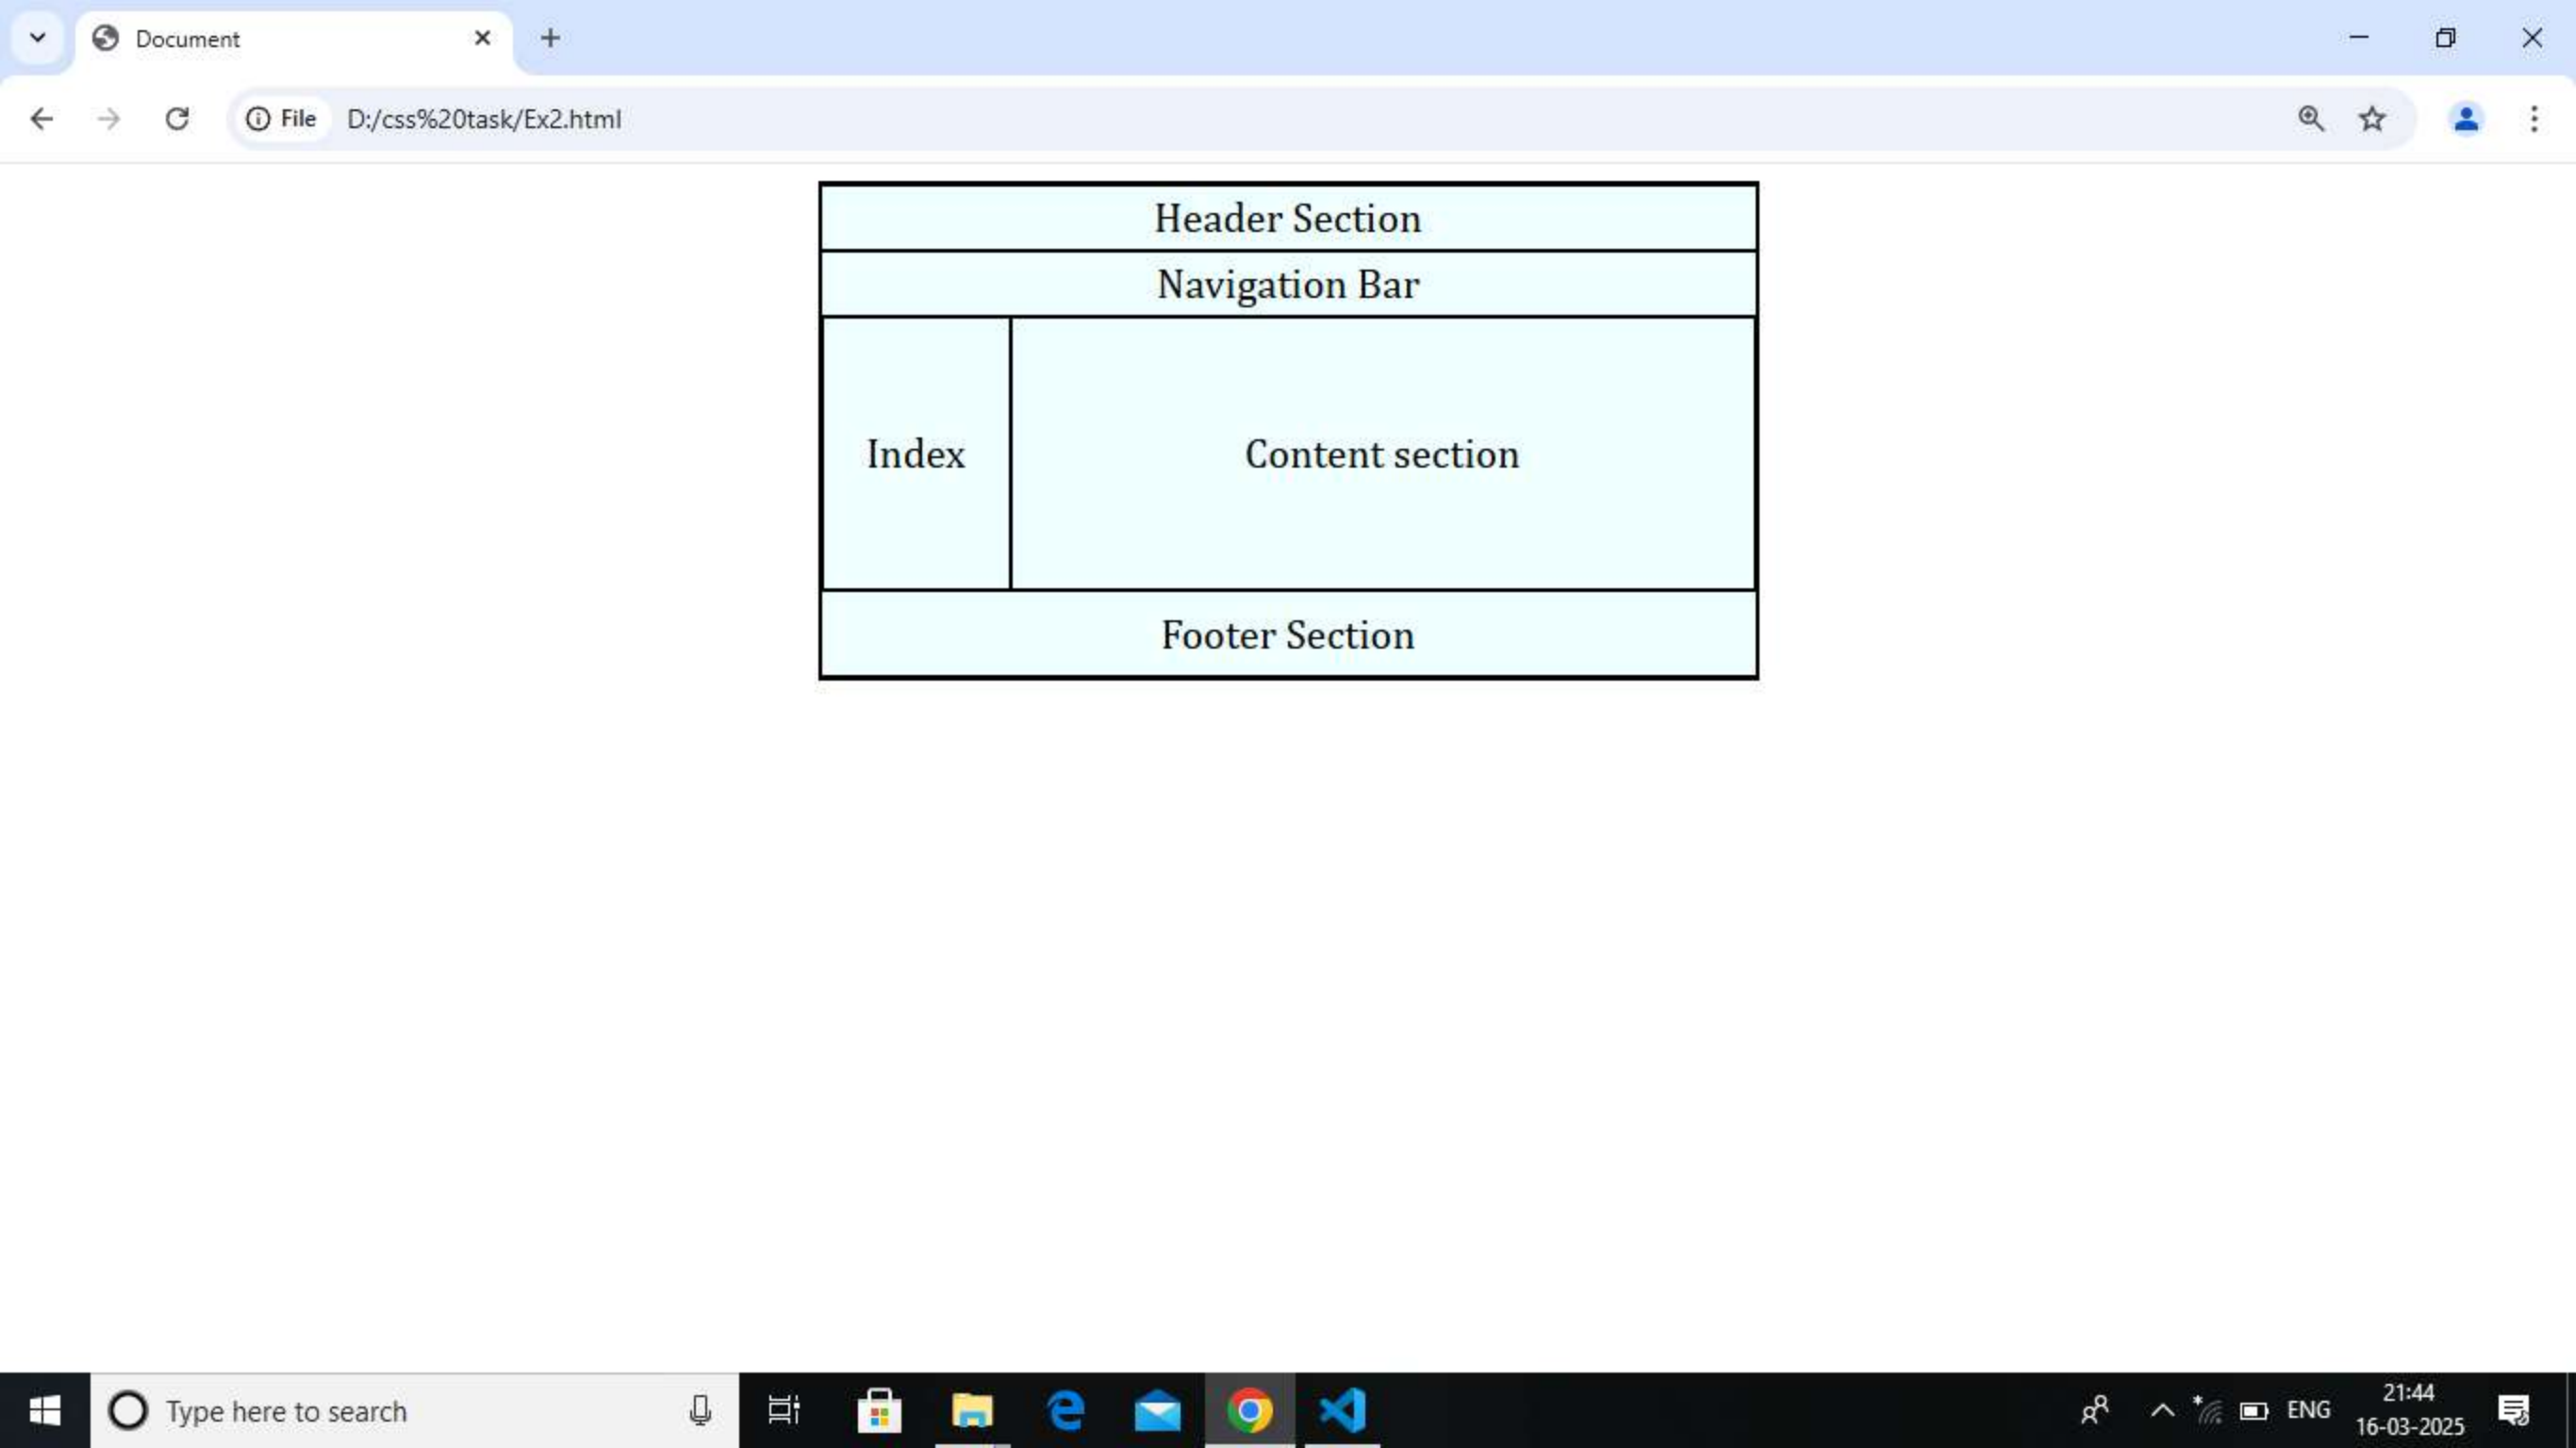 Document
File D:/css%20task/Ex2.html
Header Section
Navigation Bar
Index Content section
Footer Section
Type here to search
ENG
21:44
16-03-2025